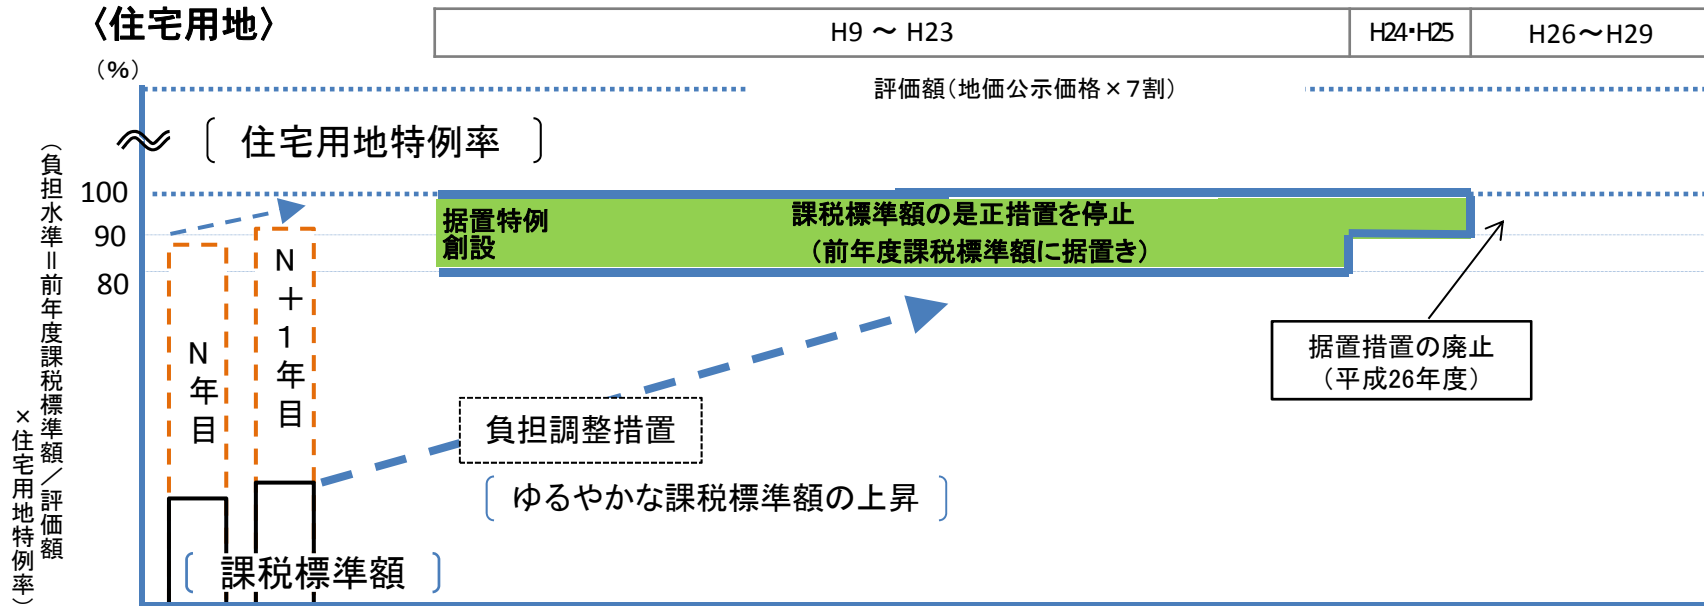 〈住宅用地〉
H9 ～ H23
H24・H25
H26～H29
（%）
評価額（地価公示価格×7割）
住宅用地特例率
100
90
80
（負担水準＝前年度課税標準額／評価額
×住宅用地特例率）
据置特例
創設
課税標準額の是正措置を停止
（前年度課税標準額に据置き）
N年目
N＋1年目
据置措置の廃止
（平成26年度）
負担調整措置
ゆるやかな課税標準額の上昇
課税標準額